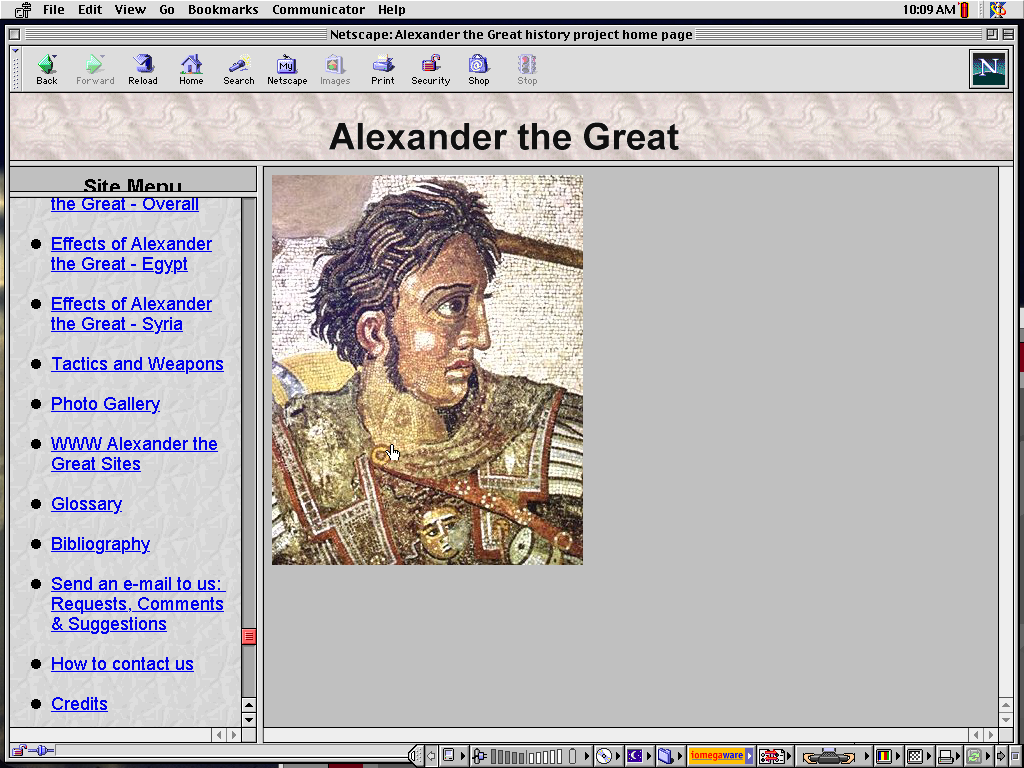 File Edit View Go Bookmarks Communicator Help 10:09 AM
Netscape: Alexander the Great history project home page
My N
Back Forward Reload Home Search Netscape Images Print Security Shop Stop
Alexander the Great
Site Menu
the Great - Overall
Effects of Alexander
the Great - Egypt
Effects of Alexander
the Great - Syria
Tactics and Weapons
Photo Gallery
WWW Alexander the
Great Sites
Glossary
Bibliography
Send an e-mail to us:
Requests, Comments
& Suggestions
How to contact us
Credits
iomegaware